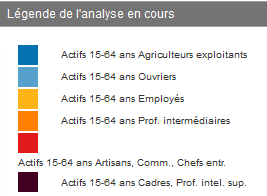 Légende de l'analyse en cours
Actifs 15-64 ans Agriculteurs exploitants
Actifs 15-64 ans Ouvriers
Actifs 15-64 ans Employés
Actifs 15-64 ans Prof. intermédiaires
Actifs 15-64 ans Artisans, Comm., Chefs entr.
Actifs 15-64 ans Cadres, Prof. intel. sup.